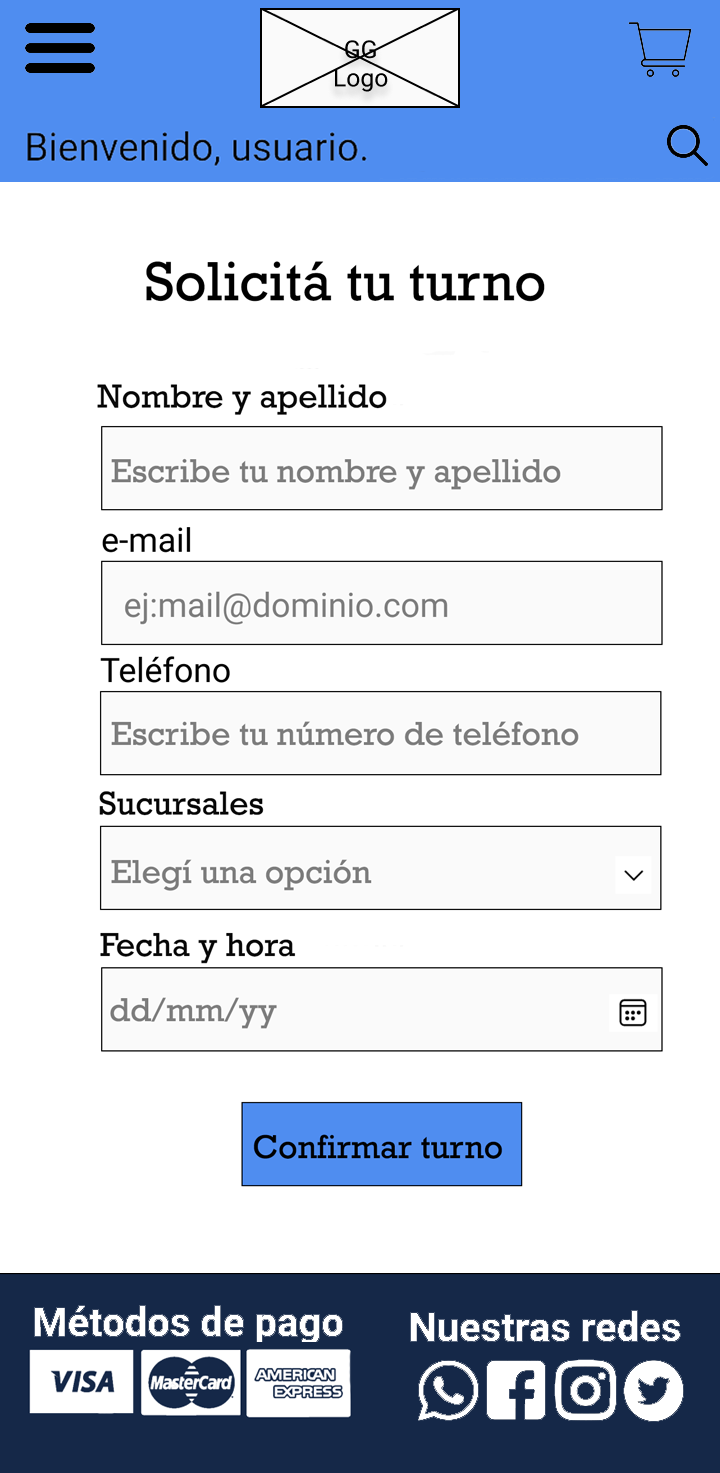 GG
Logo
Bienvenido, usuario.
Solicitá tu turno
Nombre y apellido
Escribe tu nombre y apellido
e-mail
ej:mail@dominio.com
Teléfono
Escribe tu número de teléfono
Sucursales
Elegí una opción
Fecha y hora
dd/mm/yy
Confirmar turno
Métodos de pago
Nuestras redes
VISA
MasterCard
AMERICAN
EXPRESS